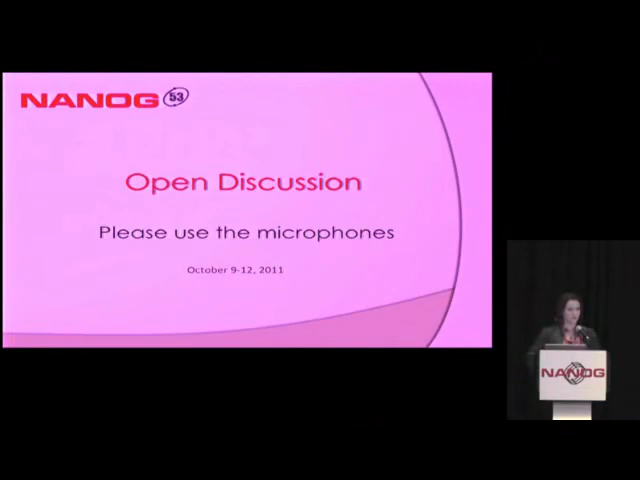 NANOG 53
Open Discussion
Please use the microphones
October 9-12, 2011
NANOG